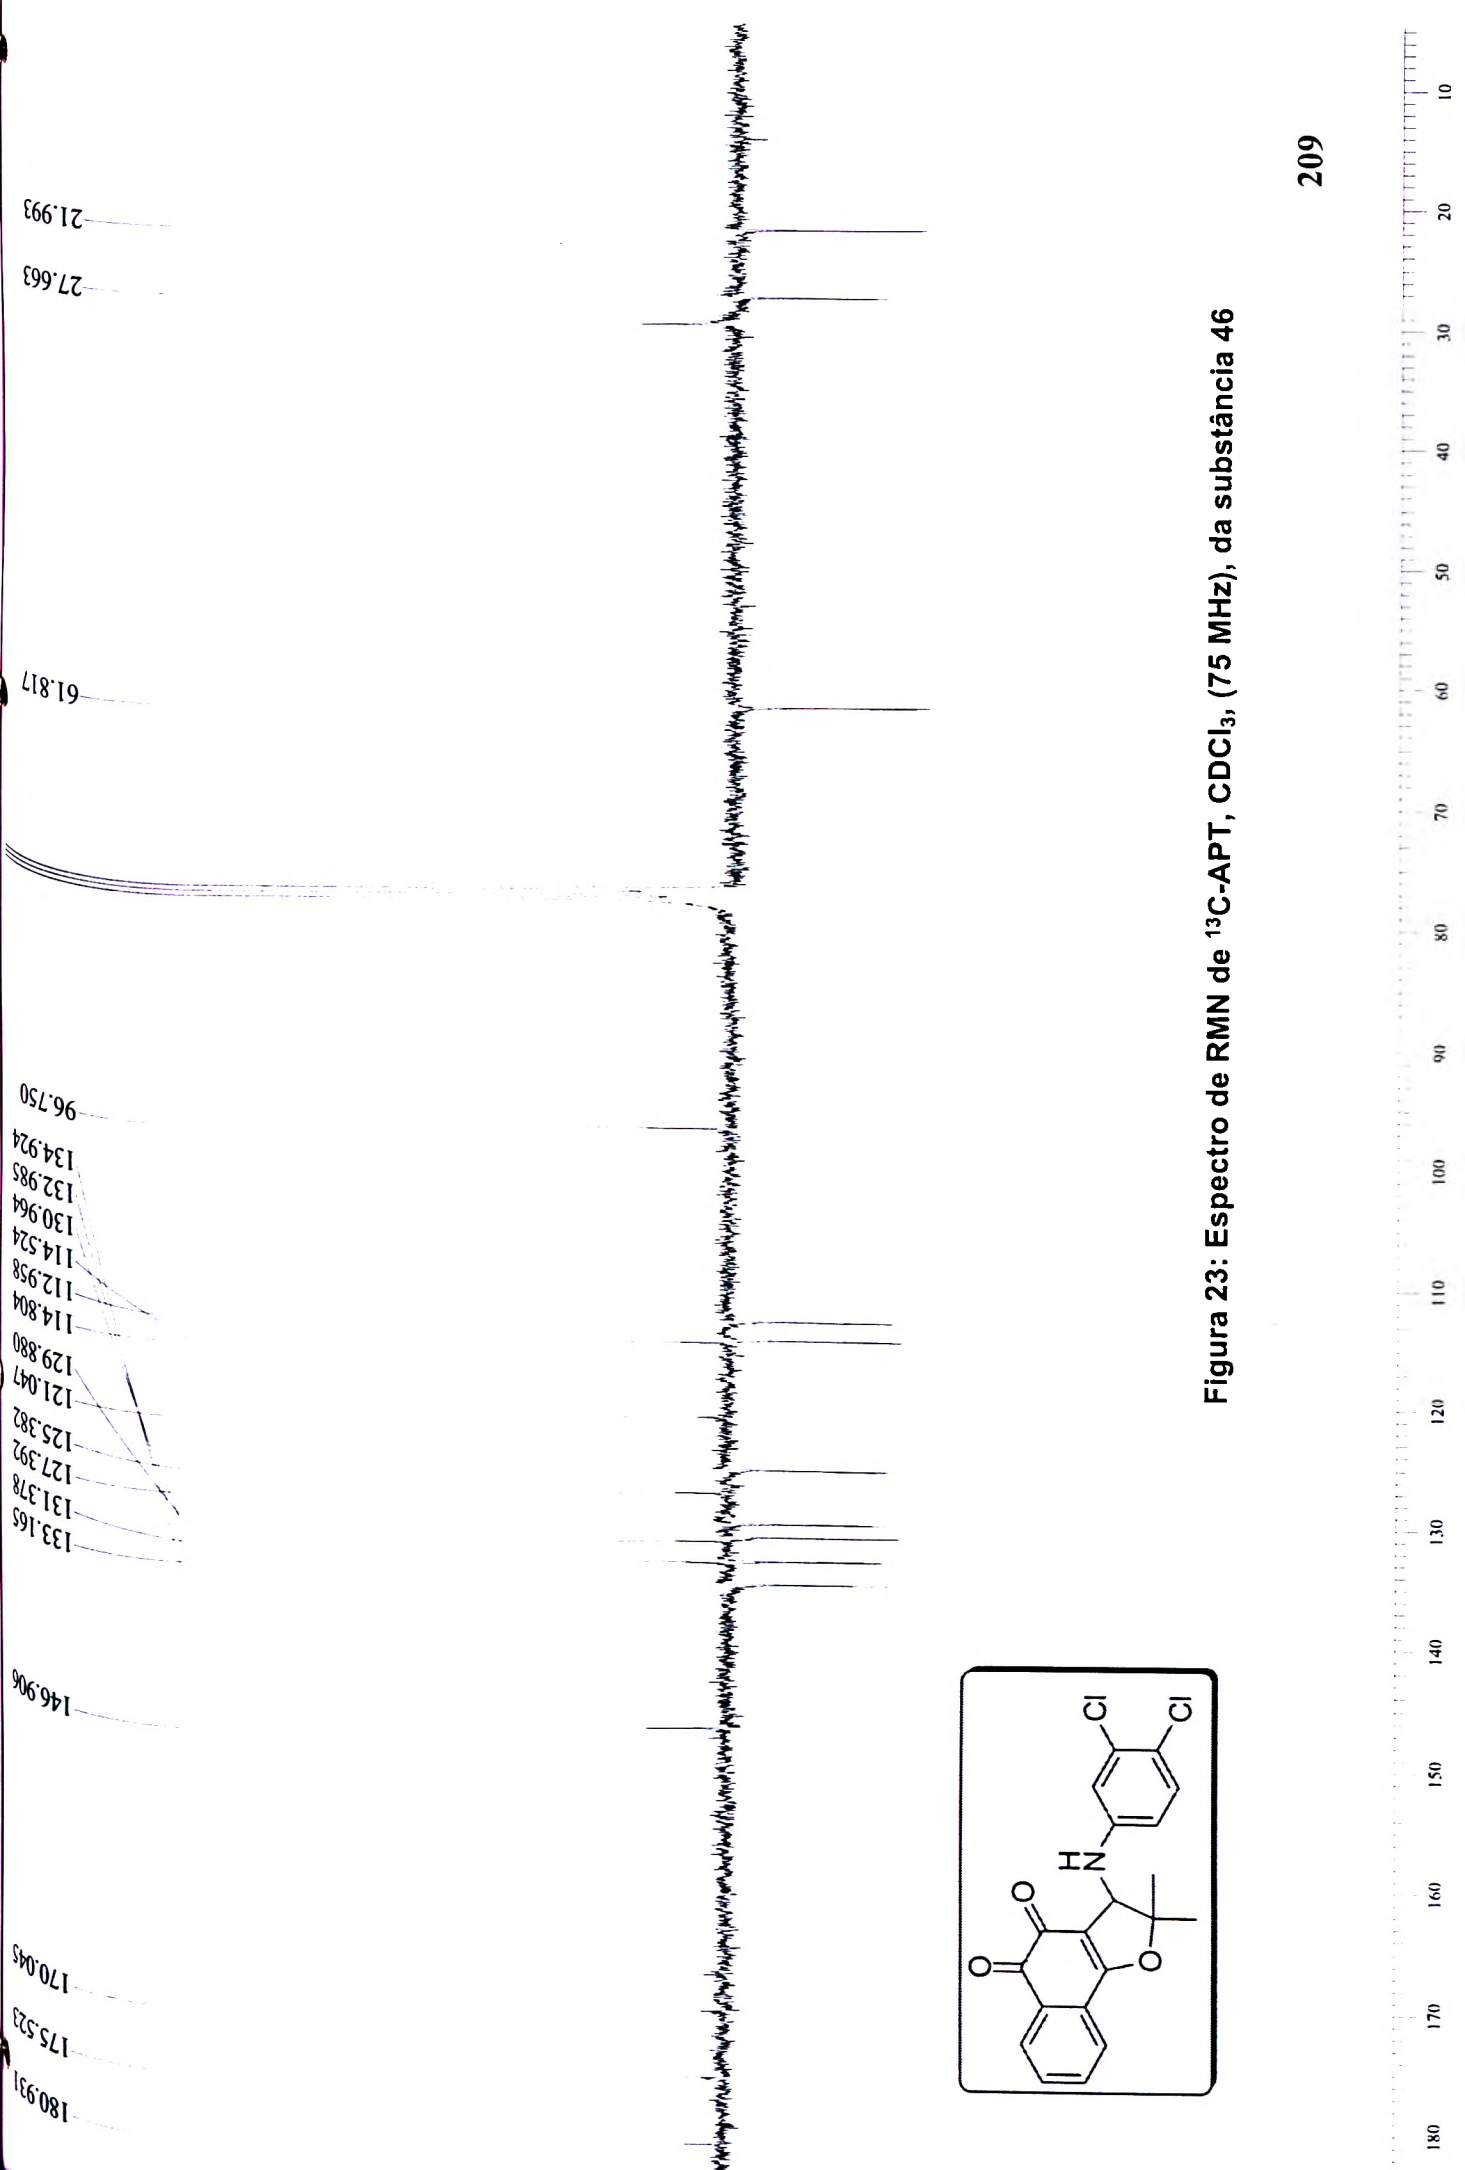 180.931
175.523
170.045
146.906
133.165
131.378
127.392
125.382
121.047
129.880
114.804
112.958
114.524
130.964
132.985
134.924
96.750
61.817
27.663
21.993
O
O
H
N
Cl
Cl
O
Figura 23: Espectro de RMN de ¹³C-APT, CDCl₃, (75 MHz), da substância 46
209
180 170 160 150 140 130 120 110 100 90 80 70 60 50 40 30 20 10